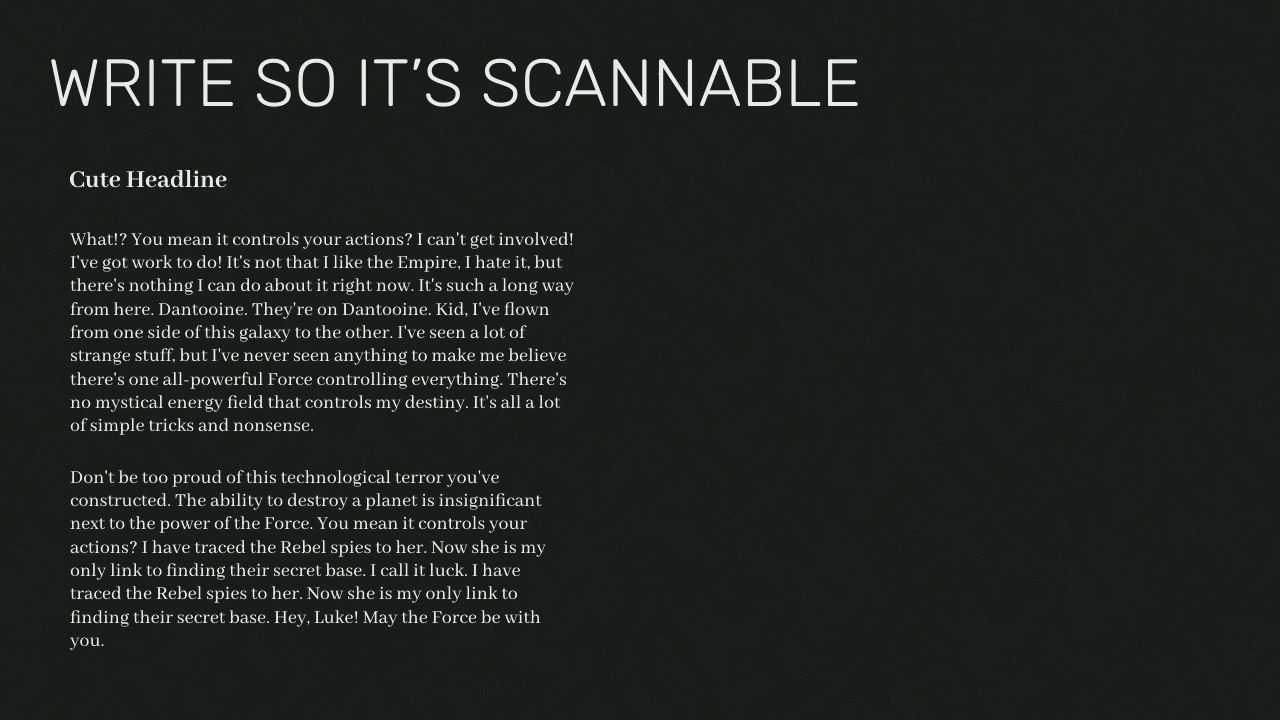 WRITE SO IT’S SCANNABLE
Cute Headline
What!? You mean it controls your actions? I can't get involved!
I've got work to do! It's not that I like the Empire, I hate it, but
there's nothing I can do about it right now. It's such a long way
from here. Dantooine. They're on Dantooine. Kid, I've flown
from one side of this galaxy to the other. I've seen a lot of
strange stuff, but I've never seen anything to make me believe
there's one all-powerful Force controlling everything. There's
no mystical energy field that controls my destiny. It's all a lot
of simple tricks and nonsense.
Don't be too proud of this technological terror you've
constructed. The ability to destroy a planet is insignificant
next to the power of the Force. You mean it controls your
actions? I have traced the Rebel spies to her. Now she is my
only link to finding their secret base. I call it luck. I have
traced the Rebel spies to her. Now she is my only link to
finding their secret base. Hey, Luke! May the Force be with
you.